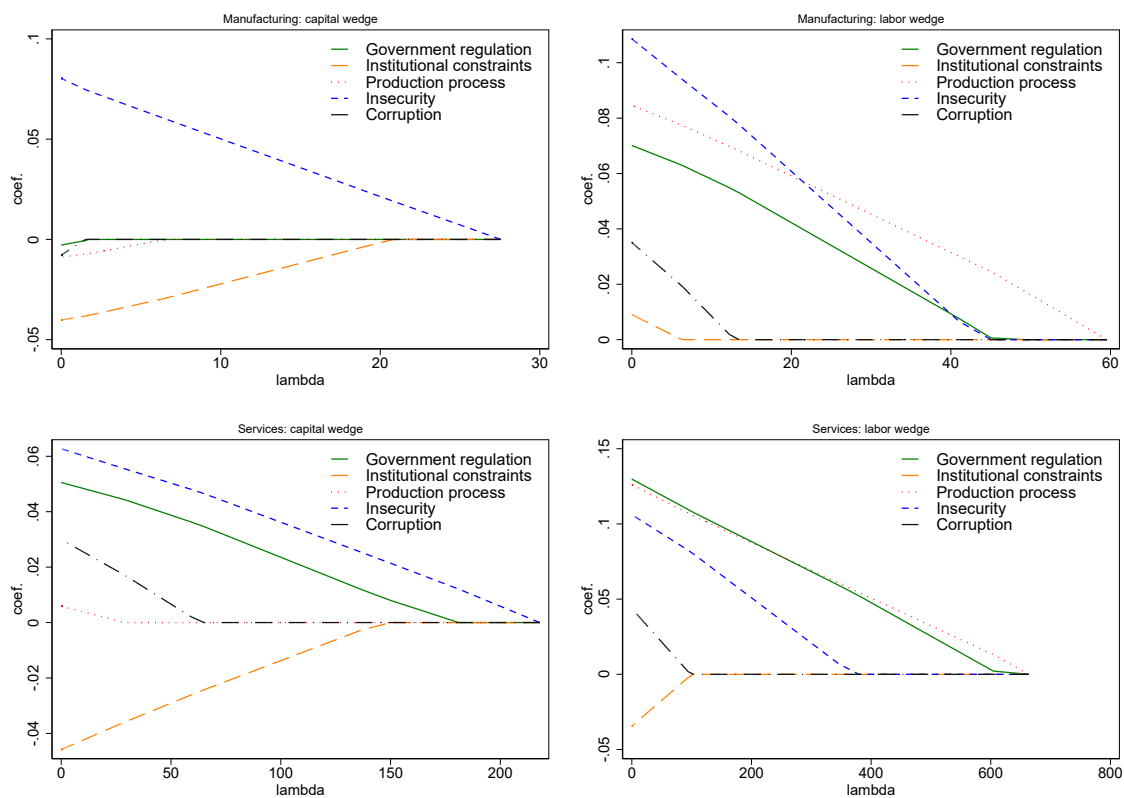 Manufacturing: capital wedge
.1
.05
0
-.05
coef.
Government regulation
Institutional constraints
Production process
Insecurity
Corruption
0 10 20 30
lambda
Manufacturing: labor wedge
.1
.08
.06
.04
.02
0
coef.
Government regulation
Institutional constraints
Production process
Insecurity
Corruption
0 20 40 60
lambda
Services: capital wedge
.06
.04
.02
0
-.02
-.04
coef.
Government regulation
Institutional constraints
Production process
Insecurity
Corruption
0 50 100 150 200
lambda
Services: labor wedge
.15
.1
.05
0
-.05
coef.
Government regulation
Institutional constraints
Production process
Insecurity
Corruption
0 200 400 600 800
lambda